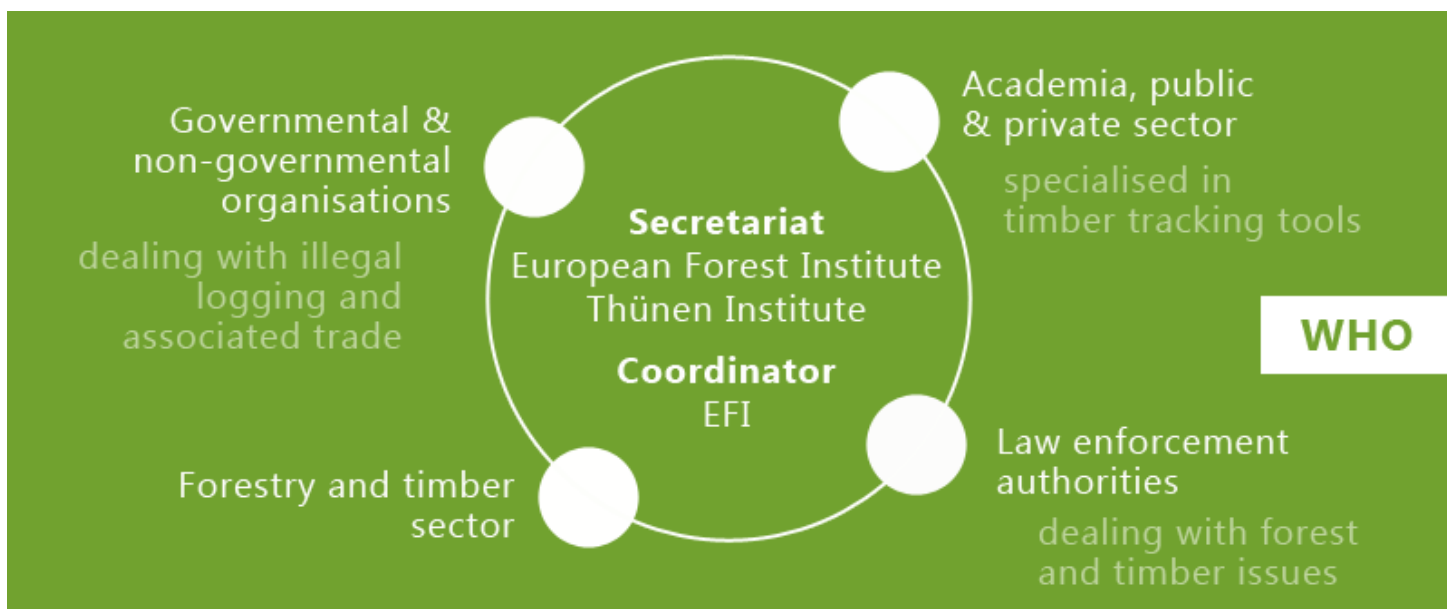 Governmental &
non-governmental
organisations
dealing with illegal
logging and
associated trade
Academia, public
& private sector
specialised in
timber tracking tools
Secretariat
European Forest Institute
Thünen Institute
Coordinator
EFI
WHO
Forestry and timber
sector
Law enforcement
authorities
dealing with forest
and timber issues